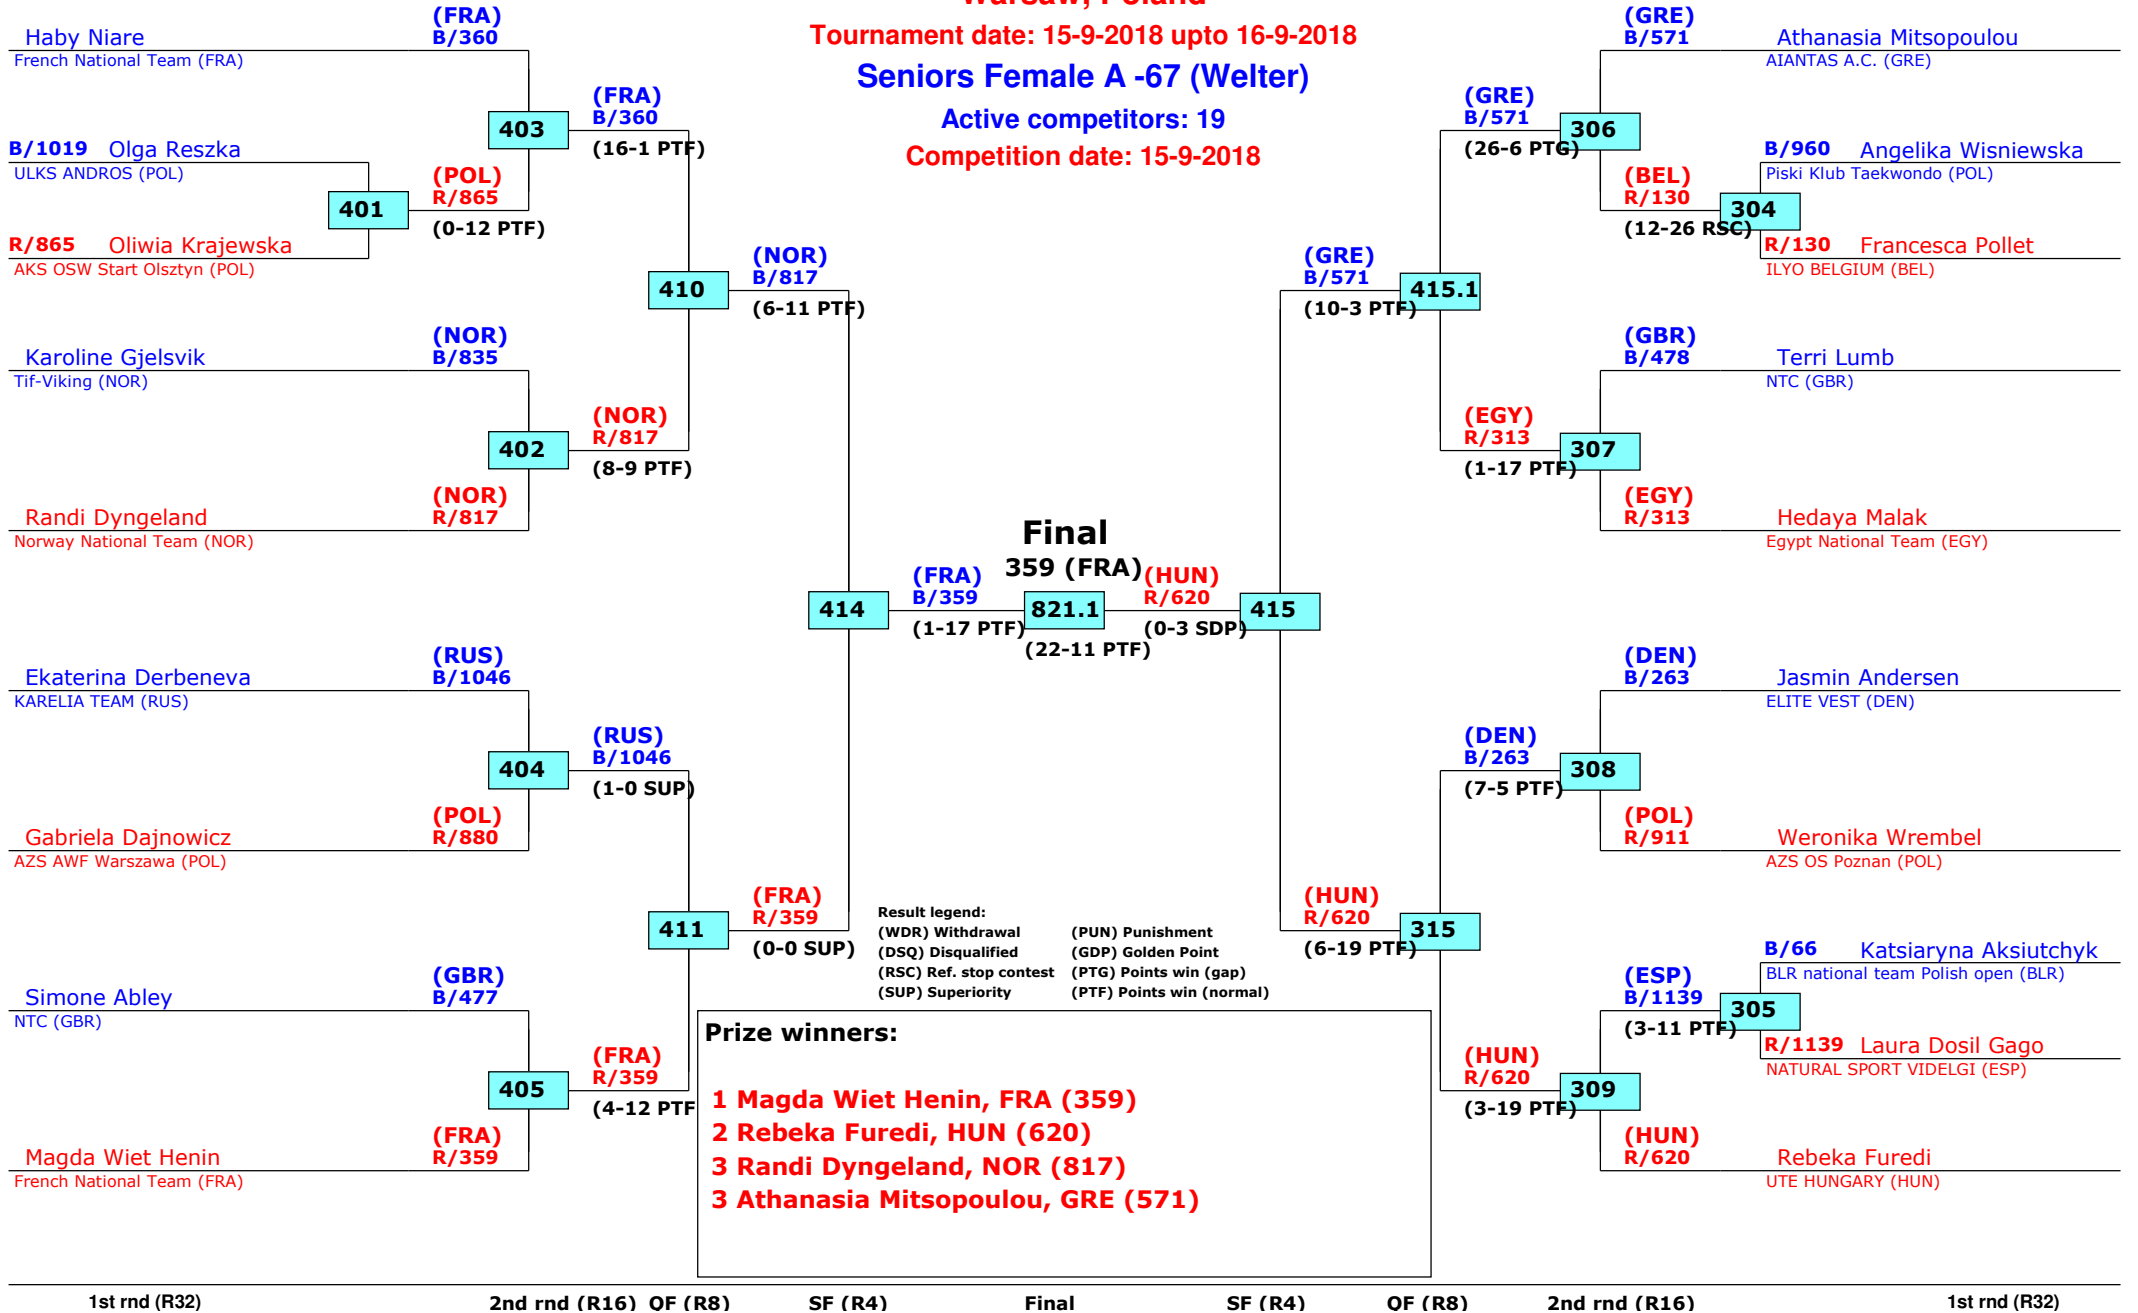 Warsaw, Poland
Tournament date: 15-9-2018 upto 16-9-2018
Seniors Female A -67 (Welter)
Active competitors: 19
Competition date: 15-9-2018
Haby Niare
French National Team (FRA)
(FRA)
B/360
B/1019 Olga Reszka
ULKS ANDROS (POL)
401
R/865 Oliwia Krajewska
AKS OSW Start Olsztyn (POL)
(POL)
R/865
(0-12 PTF)
403
(FRA)
B/360
(16-1 PTF)
Karoline Gjelsvik
Tif-Viking (NOR)
(NOR)
B/835
402
Randi Dyngeland
Norway National Team (NOR)
(NOR)
R/817
(NOR)
R/817
(8-9 PTF)
410
(NOR)
B/817
(6-11 PTF)
Ekaterina Derbeneva
KARELIA TEAM (RUS)
(RUS)
B/1046
404
Gabriela Dajnowicz
AZS AWF Warszawa (POL)
(POL)
R/880
(RUS)
B/1046
(1-0 SUP)
411
Simone Abley
NTC (GBR)
(GBR)
B/477
405
Magda Wiet Henin
French National Team (FRA)
(FRA)
R/359
(FRA)
R/359
(4-12 PTF
(FRA)
R/359
(0-0 SUP)
414
(FRA)
B/359
(1-17 PTF)
Final
359 (FRA)
821.1
(22-11 PTF)
(HUN)
R/620
(0-3 SDP)
415
(GRE)
B/571
(10-3 PTF)
415.1
(GRE)
B/571
(26-6 PTG)
306
(GRE)
B/571
Athanasia Mitsopoulou
AIANTAS A.C. (GRE)
(BEL)
R/130
(12-26 RSC)
304
B/960 Angelika Wisniewska
Piski Klub Taekwondo (POL)
R/130 Francesca Pollet
ILYO BELGIUM (BEL)
(EGY)
R/313
(1-17 PTF)
307
(GBR)
B/478
Terri Lumb
NTC (GBR)
(EGY)
R/313
Hedaya Malak
Egypt National Team (EGY)
(HUN)
R/620
(6-19 PTF)
315
(DEN)
B/263
(7-5 PTF)
308
(DEN)
B/263
Jasmin Andersen
ELITE VEST (DEN)
(POL)
R/911
Weronika Wrembel
AZS OS Poznan (POL)
(HUN)
R/620
(3-19 PTF)
309
(ESP)
B/1139
(3-11 PTF)
305
B/66 Katsiaryna Aksiutchyk
BLR national team Polish open (BLR)
R/1139 Laura Dosil Gago
NATURAL SPORT VIDELGI (ESP)
(HUN)
R/620
Rebeka Furedi
UTE HUNGARY (HUN)
Result legend:
(WDR) Withdrawal (PUN) Punishment
(DSQ) Disqualified (GDP) Golden Point
(RSC) Ref. stop contest (PTG) Points win (gap)
(SUP) Superiority (PTF) Points win (normal)
Prize winners:
1 Magda Wiet Henin, FRA (359)
2 Rebeka Furedi, HUN (620)
3 Randi Dyngeland, NOR (817)
3 Athanasia Mitsopoulou, GRE (571)
1st rnd (R32) 2nd rnd (R16) QF (R8) SF (R4) Final SF (R4) QF (R8) 2nd rnd (R16) 1st rnd (R32)